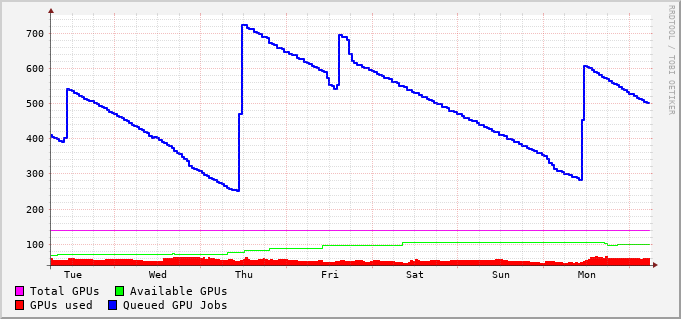 RRDTOOL / TOBI OETIKER
700
600
500
400
300
200
100
Tue Wed Thu Fri Sat Sun Mon
Total GPUs Available GPUs
GPUs used Queued GPU Jobs